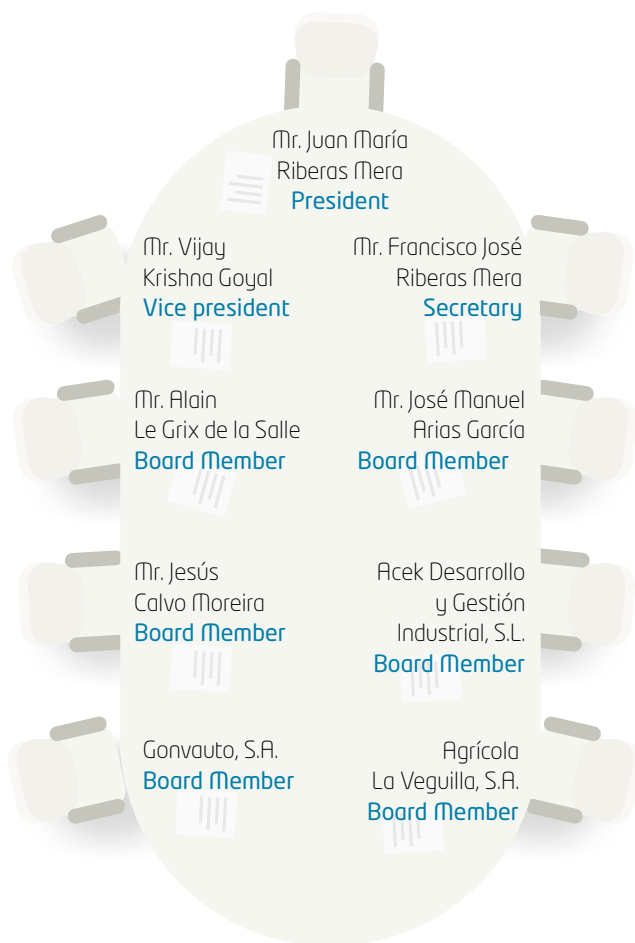 Mr. Juan María
Riberas Mera
President
Mr. Vijay
Krishna Goyal
Vice president
Mr. Francisco José
Riberas Mera
Secretary
Mr. Alain
Le Grix de la Salle
Board Member
Mr. José Manuel
Arias García
Board Member
Mr. Jesús
Calvo Moreira
Board Member
Acek Desarrollo
y Gestión
Industrial, S.L.
Board Member
Gonvauto, S.A.
Board Member
Agrícola
La Veguilla, S.A.
Board Member